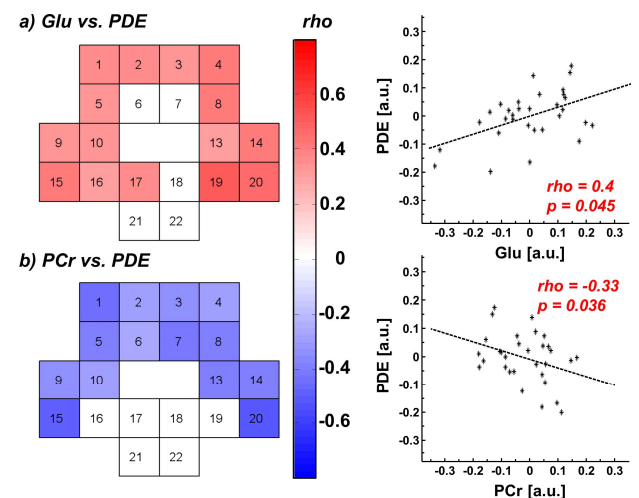 a) Glu vs. PDE
rho
1 2 3 4
5 6 7 8
9 10 13 14
15 16 17 18 19 20
21 22
0.6
0.4
0.2
0
-0.2
-0.4
-0.6
PDE [a.u.]
0.3
0.2
0.1
0
-0.1
-0.2
-0.3
rho = 0.4
p = 0.045
-0.3 -0.2 -0.1 0 0.1 0.2 0.3
Glu [a.u.]
b) PCr vs. PDE
1 2 3 4
5 6 7 8
9 10 13 14
15 16 17 18 19 20
21 22
PDE [a.u.]
0.3
0.2
0.1
0
-0.1
-0.2
-0.3
rho = -0.33
p = 0.036
-0.3 -0.2 -0.1 0 0.1 0.2 0.3
PCr [a.u.]